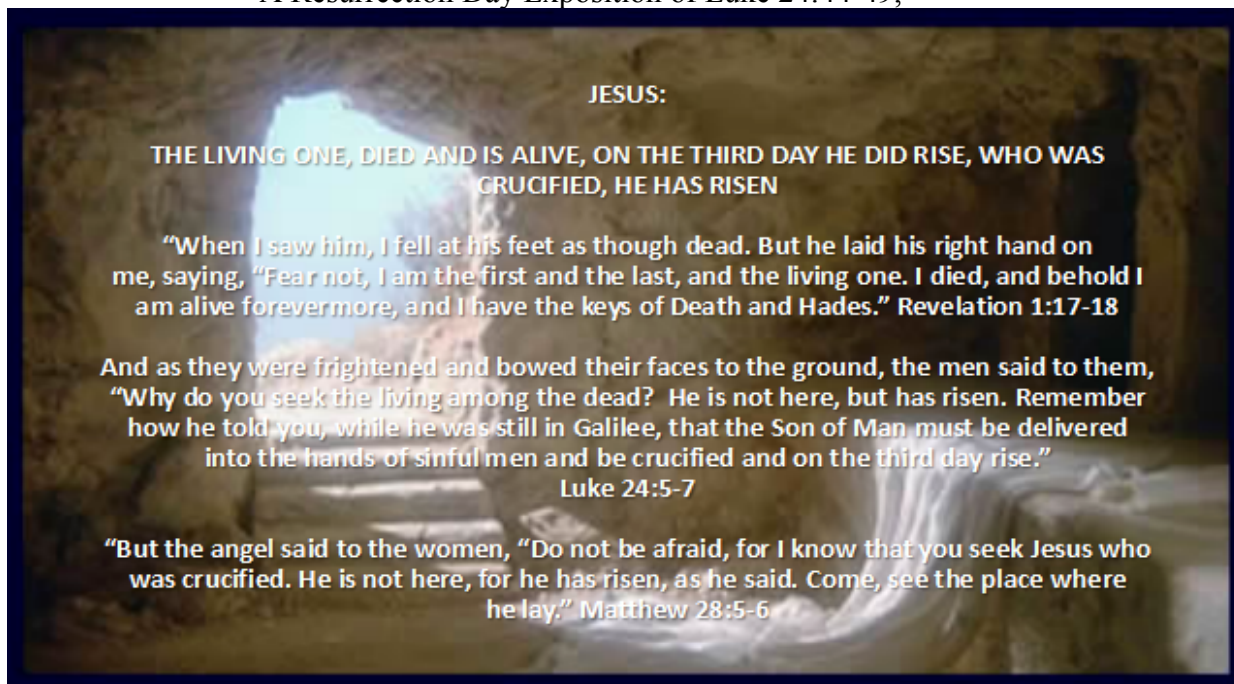 A Resurrection Day Exposition of Luke 24:44-49,
JESUS:
THE LIVING ONE, DIED AND IS ALIVE, ON THE THIRD DAY HE DID RISE, WHO WAS
CRUCIFIED, HE HAS RISEN
“When I saw him, I fell at his feet as though dead. But he laid his right hand on
me, saying, “Fear not, I am the first and the last, and the living one. I died, and behold I
am alive forevermore, and I have the keys of Death and Hades.” Revelation 1:17-18
And as they were frightened and bowed their faces to the ground, the men said to them,
“Why do you seek the living among the dead?  He is not here, but has risen. Remember
how he told you, while he was still in Galilee, that the Son of Man must be delivered
into the hands of sinful men and be crucified and on the third day rise.”
Luke 24:5-7
“But the angel said to the women, “Do not be afraid, for I know that you seek Jesus who
was crucified. He is not here, for he has risen, as he said. Come, see the place where
he lay.” Matthew 28:5-6